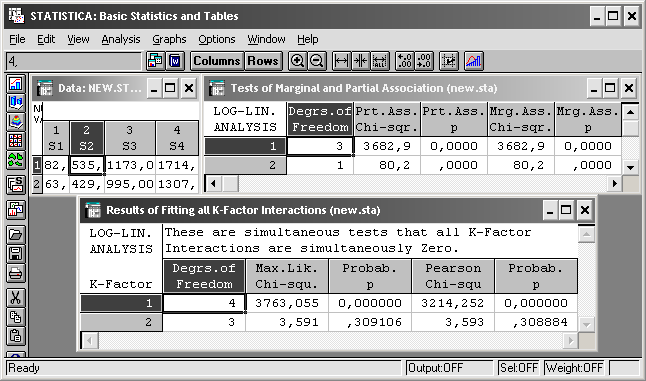 STATISTICA: Basic Statistics and Tables
File Edit View Analysis Graphs Options Window Help
4, Columns Rows
Data: NEW.ST...
1 2 3 4
S1 S2 S3 S4
1 82, 535, 1173,0 1714,
2 63, 429, 995,00 1307,
Tests of Marginal and Partial Association (new.sta)
LOG-LIN. Degrs.of Prt.Ass. Prt.Ass. Mrg.Ass. Mrg.Ass.
ANALYSIS Freedom Chi-sqr. p Chi-sqr. p
1 3 3682,9 0,0000 3682,9 0,0000
2 1 80,2 ,0000 80,2 ,0000
Results of Fitting all K-Factor Interactions (new.sta)
LOG-LIN. These are simultaneous tests that all K-Factor
ANALYSIS Interactions are simultaneously Zero.
Degrs.of Max.Lik. Probab. Pearson Probab.
K-Factor Freedom Chi-squ. p Chi-squ p
1 4 3763,055 0,000000 3214,252 0,000000
2 3 3,591 ,309106 3,593 ,308884
Ready Output:OFF Sel:OFF Weight:OFF